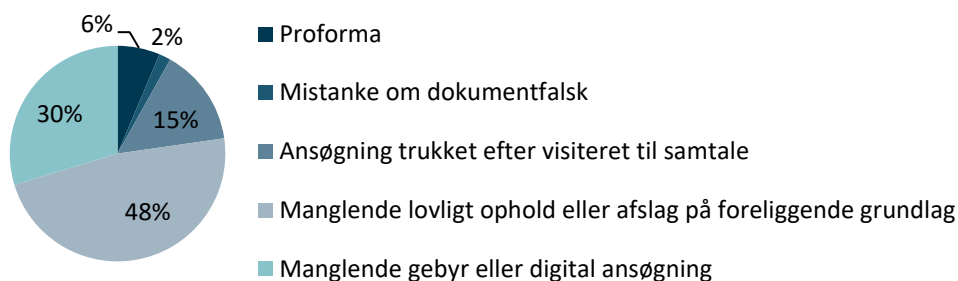 6%
2%
15%
48%
30%
Proforma
Mistanke om dokumentfalsk
Ansøgning trukket efter visiteret til samtale
Manglende lovligt ophold eller afslag på foreliggende grundlag
Manglende gebyr eller digital ansøgning